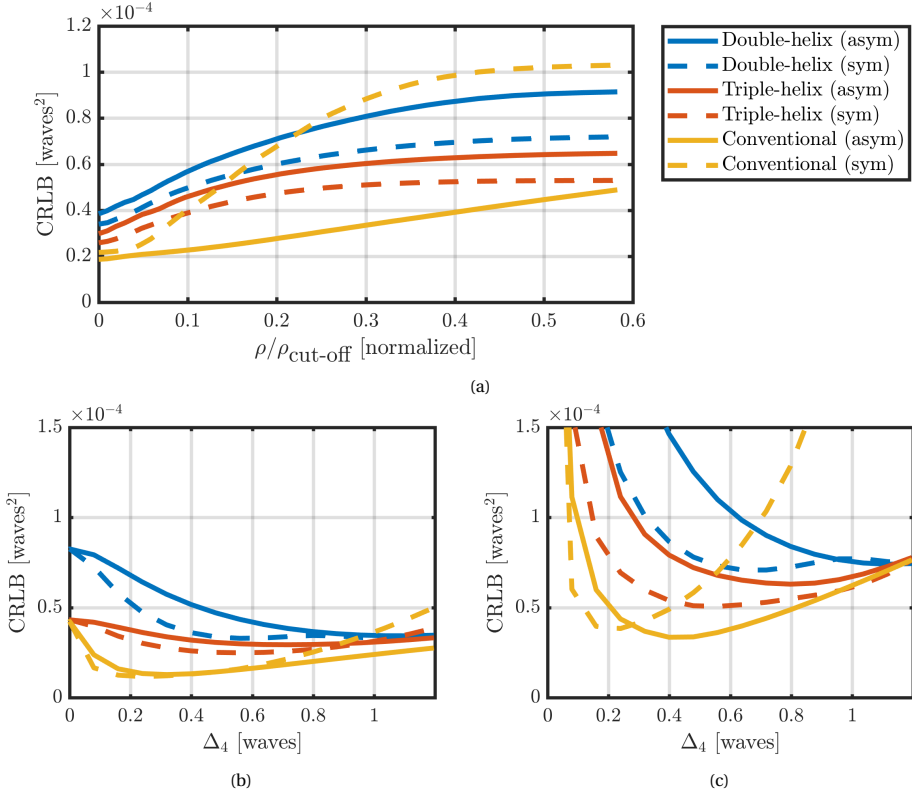 ×10⁻⁴
1.2
1
0.8
0.6
0.4
0.2
0
CRLB [waves²]
0 0.1 0.2 0.3 0.4 0.5 0.6
ρ/ρcut-off [normalized]
Double-helix (asym)
Double-helix (sym)
Triple-helix (asym)
Triple-helix (sym)
Conventional (asym)
Conventional (sym)
(a)
×10⁻⁴
1.5
1
0.5
0
CRLB [waves²]
0 0.2 0.4 0.6 0.8 1
Δ₄ [waves]
(b)
×10⁻⁴
1.5
1
0.5
0
CRLB [waves²]
0 0.2 0.4 0.6 0.8 1
Δ₄ [waves]
(c)